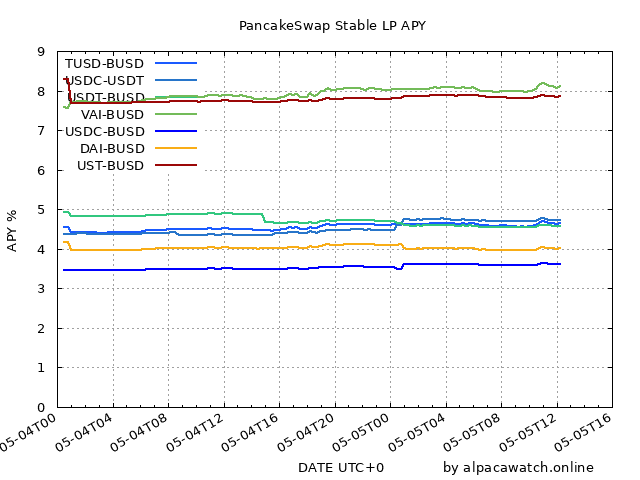 PancakeSwap Stable LP APY
APY %
9
8
7
6
5
4
3
2
1
0
TUSD-BUSD
USDC-USDT
USDT-BUSD
VAI-BUSD
USDC-BUSD
DAI-BUSD
UST-BUSD
05-04T00
05-04T04
05-04T08
05-04T12
05-04T16
05-04T20
05-05T00
05-05T04
05-05T08
05-05T12
05-05T16
DATE UTC+0
by alpacawatch.online